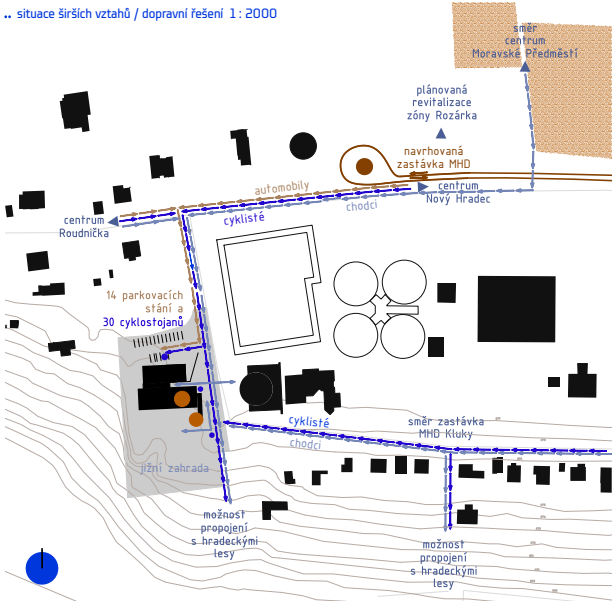 .. situace širších vztahů / dopravní řešení 1 : 2000
směr
centrum
Moravské Předměstí
plánovaná
revitalizace
zóny Rozárka
navrhovaná
zastávka MHD
automobily
centrum
Nový Hradec
chodci
cyklisté
centrum
Roudnička
14 parkovacích
stání a
30 cyklostojanů
cyklisté
chodci
směr zastávka
MHD Kluky
jižní zahrada
možnost
propojení
s hradeckými
lesy
možnost
propojení
s hradeckými
lesy